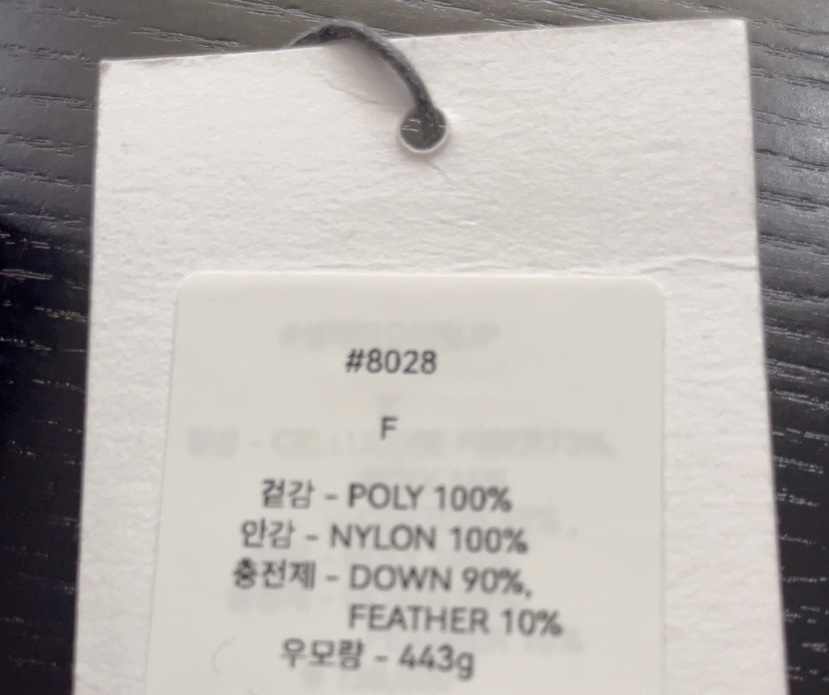 #8028
F
겉감 - POLY 100%
안감 - NYLON 100%
충전제 - DOWN 90%,
FEATHER 10%
우모량 - 443g